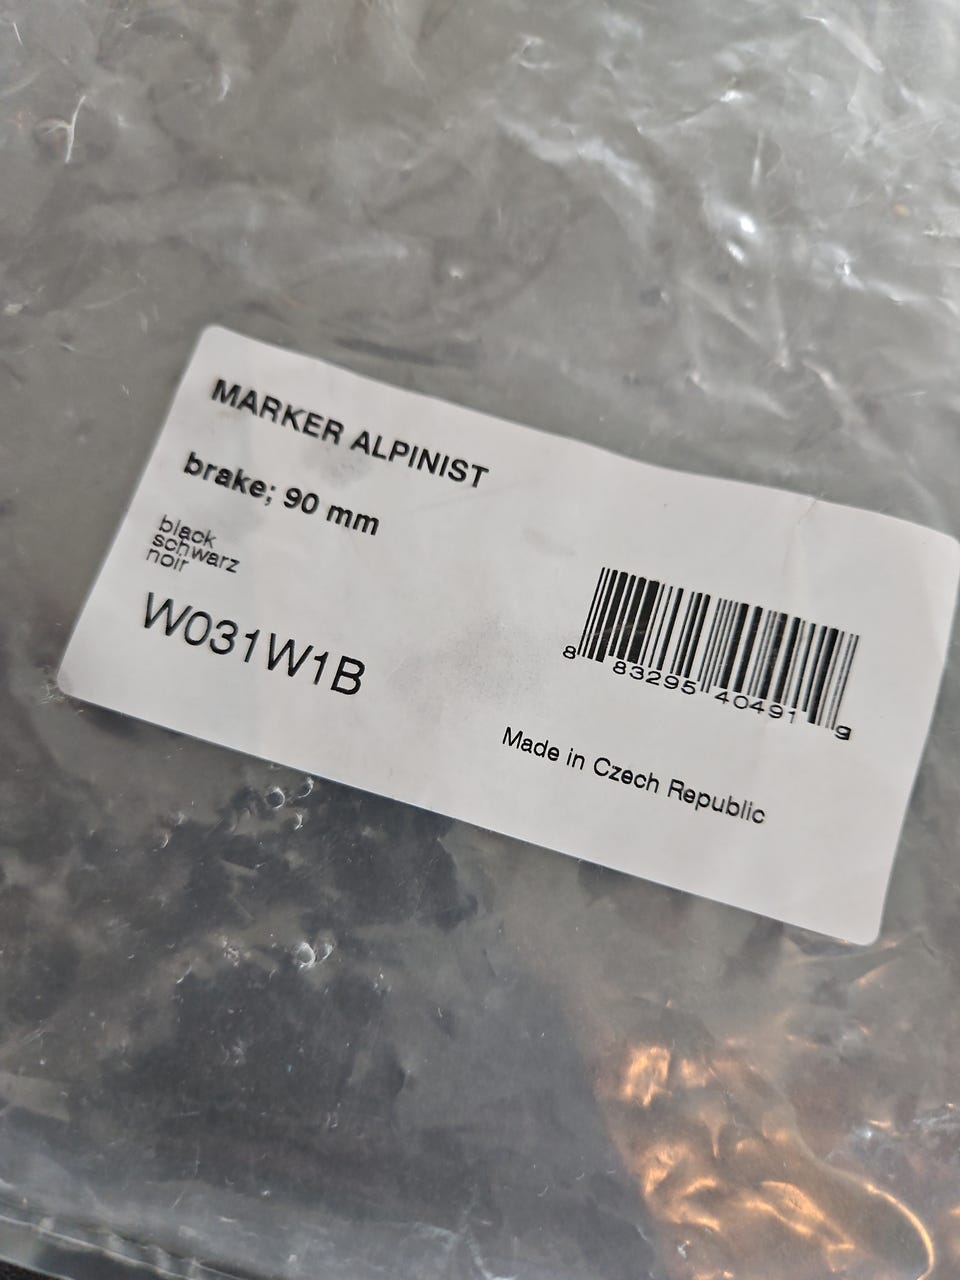 MARKER ALPINIST
brake; 90 mm
black
schwarz
noir
W031W1B
8 83295 40491 9
Made in Czech Republic